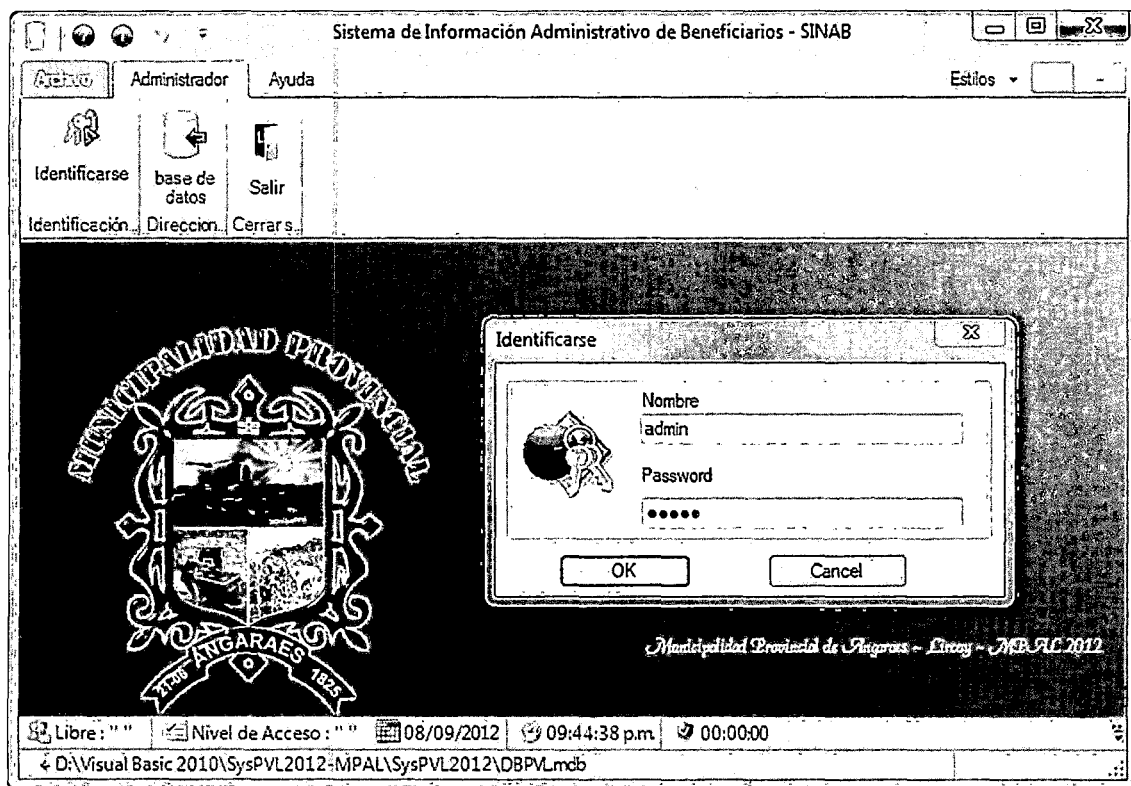 Sistema de Información Administrativo de Beneficiarios - SINAB
Archivo Administrador Ayuda Estilos
Identificarse base de datos Salir
Identificación.. Direccion.. Cerrar s..
MUNICIPALIDAD PROVINCIAL
ANGARAES
21-06 1825
Identificarse
Nombre
admin
Password
•••••
OK Cancel
Municipalidad Provincial de Angaraes - Lircay - MPAL 2012
Libre : " " Nivel de Acceso : " " 08/09/2012 09:44:38 p.m. 00:00:00
D:\Visual Basic 2010\SysPVL2012-MPAL\SysPVL2012\DBPVL.mdb